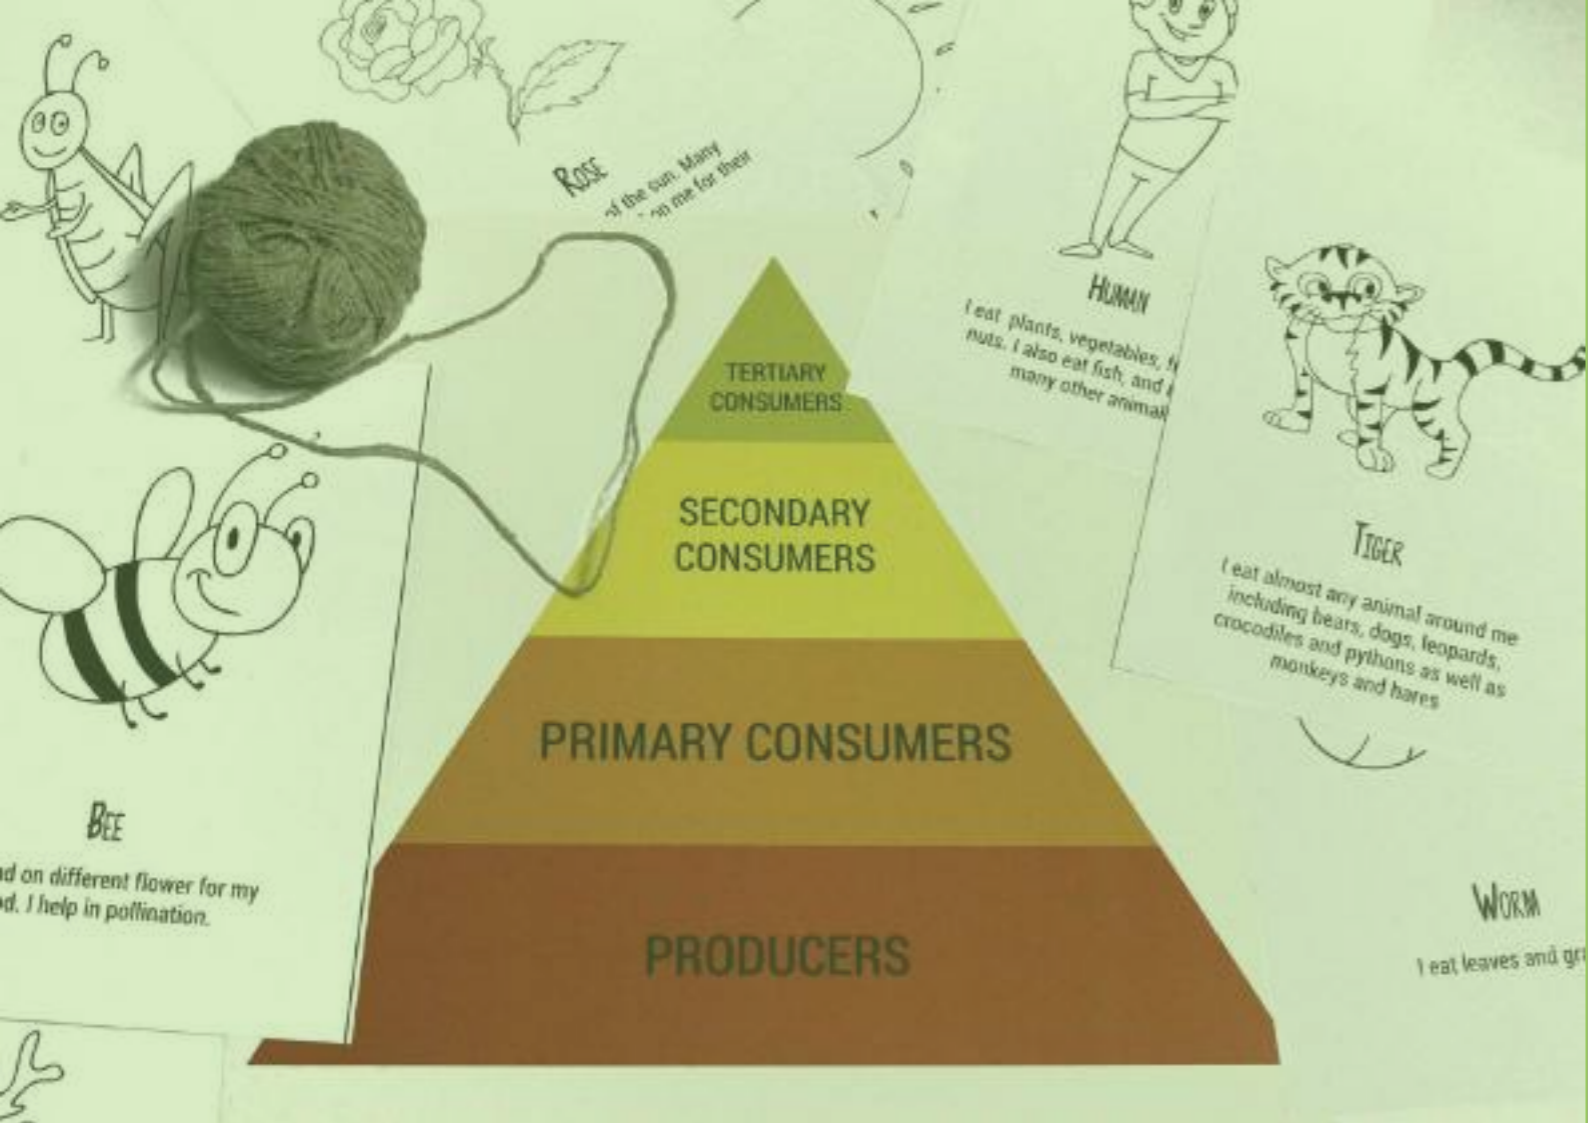 ROSE
of the sun. Many
on me for their
HUMAN
I eat plants, vegetables,
nuts. I also eat fish, and
many other animal
TERTIARY
CONSUMERS
SECONDARY
CONSUMERS
PRIMARY CONSUMERS
PRODUCERS
TIGER
I eat almost any animal around me
including bears, dogs, leopards,
crocodiles and pythons as well as
monkeys and hares
BEE
on different flower for my
I help in pollination.
WORM
I eat leaves and